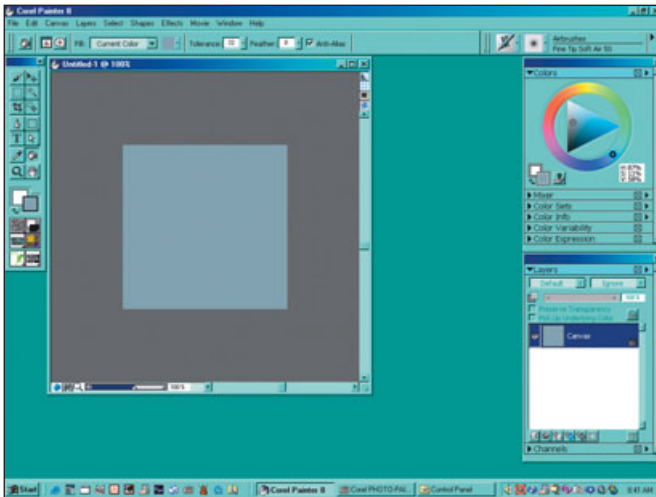 Corel Painter 8
File Edit Canvas Layers Select Shapes Effects Movie Window Help
Fill: Current Color Tolerance: Feather: Anti-Alias
Airbrushes
Fine Tip Soft Air 50
Untitled-1 @ 100%
Colors
Mixer
Color Sets
Color Info
Color Variability
Color Expression
Layers
Default Ignore
100%
Preserve Transparency
Pick Up Underlying Color
Canvas
100%
Channels
Start Corel Painter 8 Corel PHOTO-PAI... Control Panel 8:41 AM